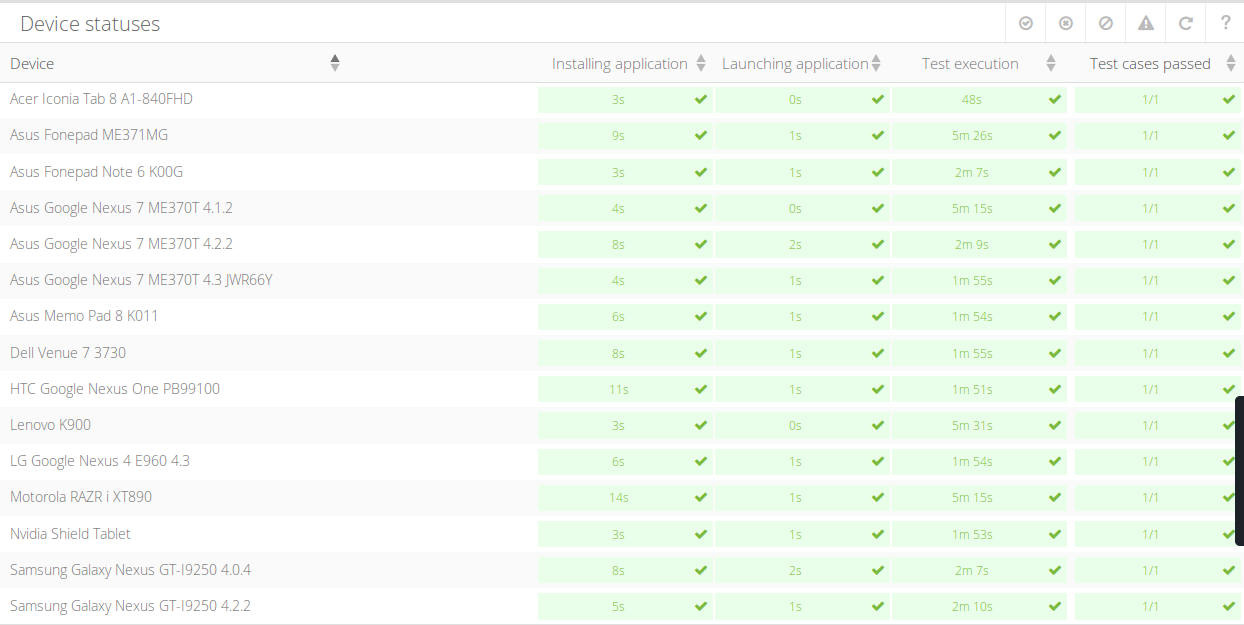 Device statuses ?
Device Installing application Launching application Test execution Test cases passed
Acer Iconia Tab 8 A1-840FHD 3s 0s 48s 1/1
Asus Fonepad ME371MG 9s 1s 5m 26s 1/1
Asus Fonepad Note 6 K00G 3s 1s 2m 7s 1/1
Asus Google Nexus 7 ME370T 4.1.2 4s 0s 5m 15s 1/1
Asus Google Nexus 7 ME370T 4.2.2 8s 2s 2m 9s 1/1
Asus Google Nexus 7 ME370T 4.3 JWR66Y 4s 1s 1m 55s 1/1
Asus Memo Pad 8 K011 6s 1s 1m 54s 1/1
Dell Venue 7 3730 8s 1s 1m 55s 1/1
HTC Google Nexus One PB99100 11s 1s 1m 51s 1/1
Lenovo K900 3s 0s 5m 31s 1/1
LG Google Nexus 4 E960 4.3 6s 1s 1m 54s 1/1
Motorola RAZR i XT890 14s 1s 5m 15s 1/1
Nvidia Shield Tablet 3s 1s 1m 53s 1/1
Samsung Galaxy Nexus GT-I9250 4.0.4 8s 2s 2m 7s 1/1
Samsung Galaxy Nexus GT-I9250 4.2.2 5s 1s 2m 10s 1/1